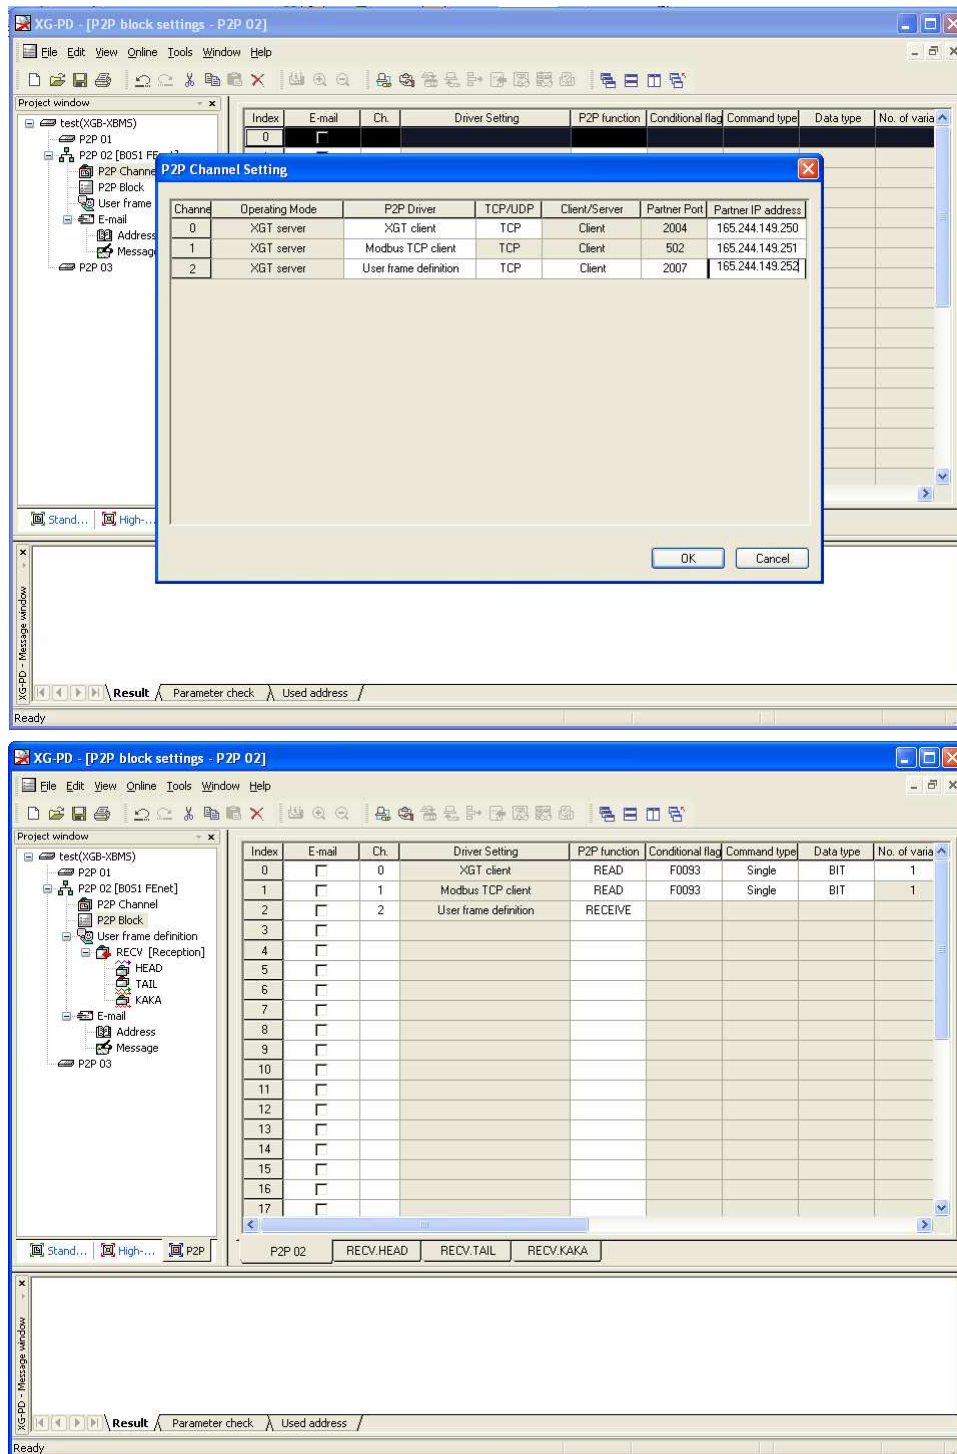 XG-PD - [P2P block settings - P2P 02]
File Edit View Online Tools Window Help
Project window
test(XGB-XBMS)
P2P 01
P2P 02 [B0S1 FEnet]
P2P Channel
P2P Block
User frame
E-mail
Address
Message
P2P 03
Index E-mail Ch. Driver Setting P2P function Conditional flag Command type Data type No. of varia
0
P2P Channel Setting
Channel Operating Mode P2P Driver TCP/UDP Client/Server Partner Port Partner IP address
0 XGT server XGT client TCP Client 2004 165.244.149.250
1 XGT server Modbus TCP client TCP Client 502 165.244.149.251
2 XGT server User frame definition TCP Client 2007 165.244.149.252
OK Cancel
Stand... High-...
XG-PD - Message window
Result Parameter check Used address
Ready
XG-PD - [P2P block settings - P2P 02]
File Edit View Online Tools Window Help
Project window
test(XGB-XBMS)
P2P 01
P2P 02 [B0S1 FEnet]
P2P Channel
P2P Block
User frame definition
RECV [Reception]
HEAD
TAIL
KAKA
E-mail
Address
Message
P2P 03
Stand... High-... P2P
Index E-mail Ch. Driver Setting P2P function Conditional flag Command type Data type No. of varia
0 0 XGT client READ F0093 Single BIT 1
1 1 Modbus TCP client READ F0093 Single BIT 1
2 2 User frame definition RECEIVE
3
4
5
6
7
8
9
10
11
12
13
14
15
16
17
P2P 02 RECV.HEAD RECV.TAIL RECV.KAKA
XG-PD - Message window
Result Parameter check Used address
Ready